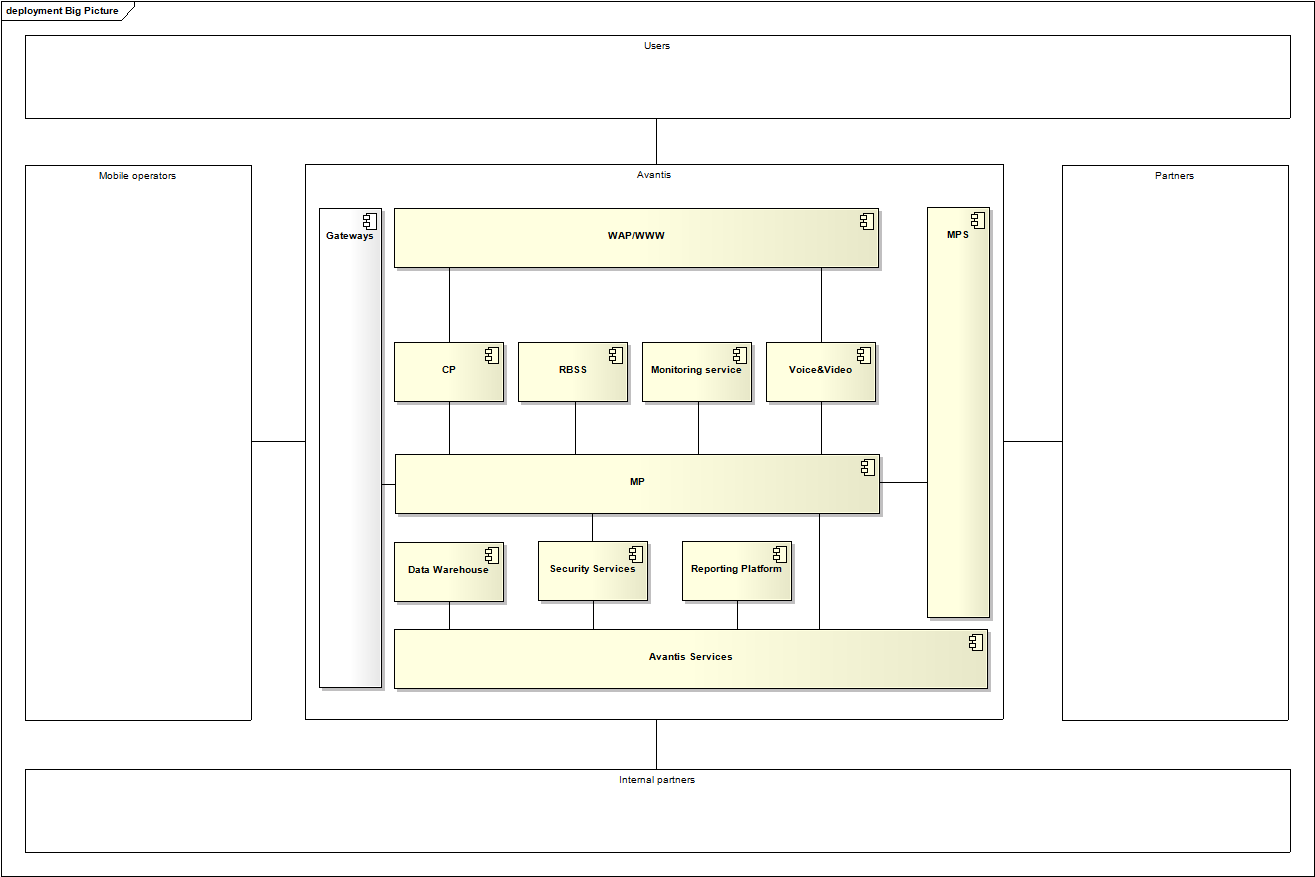 deployment Big Picture
Users
Mobile operators
Avantis
Partners
Gateways
WAP/WWW
MPS
CP
RBSS
Monitoring service
Voice&Video
MP
Data Warehouse
Security Services
Reporting Platform
Avantis Services
Internal partners